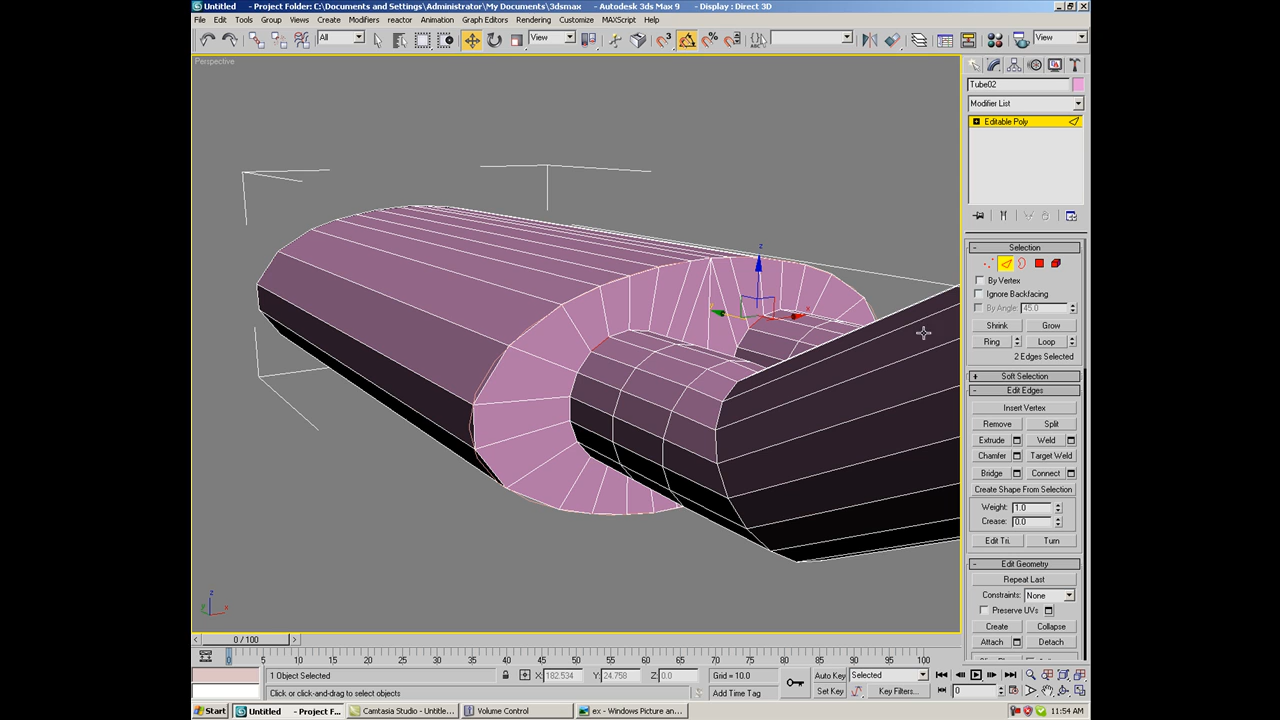 Untitled - Project Folder: C:\Documents and Settings\Administrator\My Documents\3dsmax - Autodesk 3ds Max 9 - Display : Direct 3D
File Edit Tools Group Views Create Modifiers reactor Animation Graph Editors Rendering Customize MAXScript Help
All View View
Perspective
Tube02
Modifier List
Editable Poly
z
y x
Selection
By Vertex
Ignore Backfacing
By Angle: 45.0
Shrink Grow
Ring Loop
2 Edges Selected
Soft Selection
Edit Edges
Insert Vertex
Remove Split
Extrude Weld
Chamfer Target Weld
Bridge Connect
Create Shape From Selection
Weight: 1.0
Crease: 0.0
Edit Tri. Turn
Edit Geometry
Repeat Last
Constraints: None
Preserve UVs
Create Collapse
Attach Detach
z
y x
0 / 100
0 5 10 15 20 25 30 35 40 45 50 55 60 65 70 75 80 85 90 95 100
1 Object Selected X: 182.534 Y: 24.758 Z: 0.0 Grid = 10.0 Auto Key Selected
Click or click-and-drag to select objects Add Time Tag Set Key Key Filters... 0
Start Untitled - Project F... Camtasia Studio - Untitle... Volume Control ex - Windows Picture an... 11:54 AM